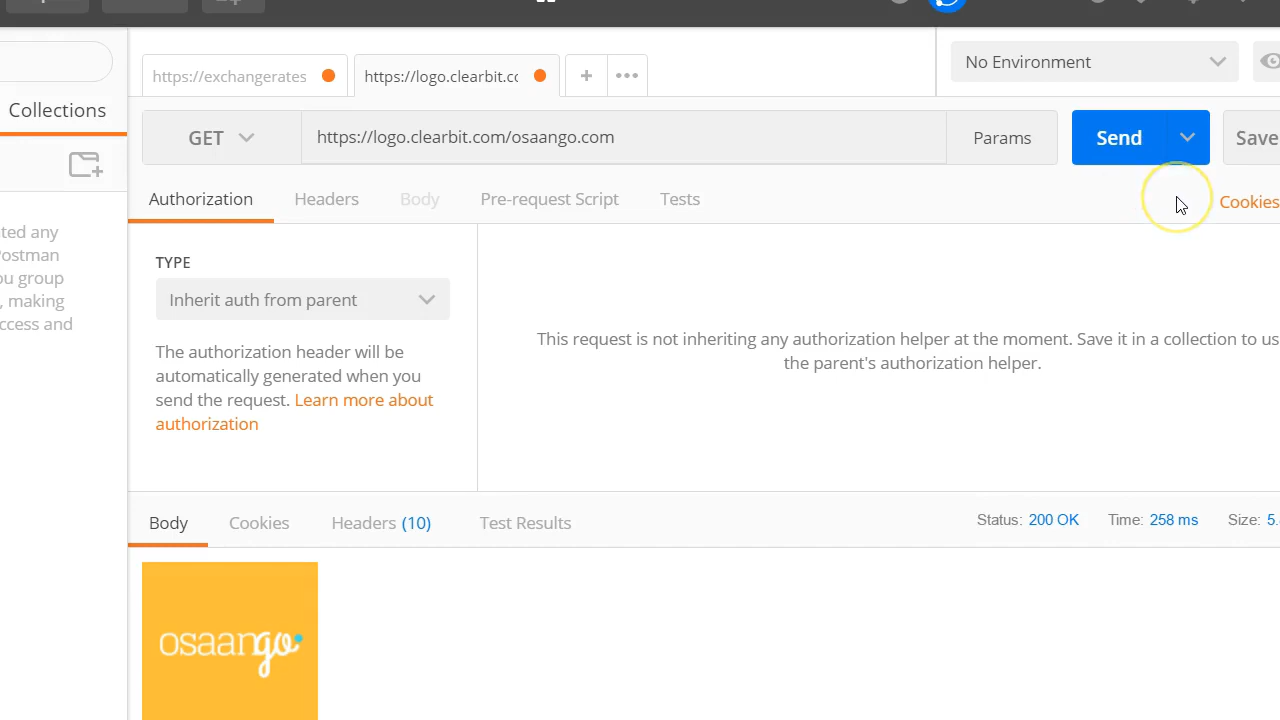 https://exchangerates
https://logo.clearbit.cc
+
No Environment
Collections
GET
https://logo.clearbit.com/osaango.com
Params
Send
Save
Authorization
Headers
Body
Pre-request Script
Tests
Cookies
ted any
Postman
ou group
, making
ccess and
TYPE
Inherit auth from parent
The authorization header will be
automatically generated when you
send the request. Learn more about
authorization
This request is not inheriting any authorization helper at the moment. Save it in a collection to us
the parent's authorization helper.
Body
Cookies
Headers (10)
Test Results
Status: 200 OK
Time: 258 ms
Size: 5.
osaango